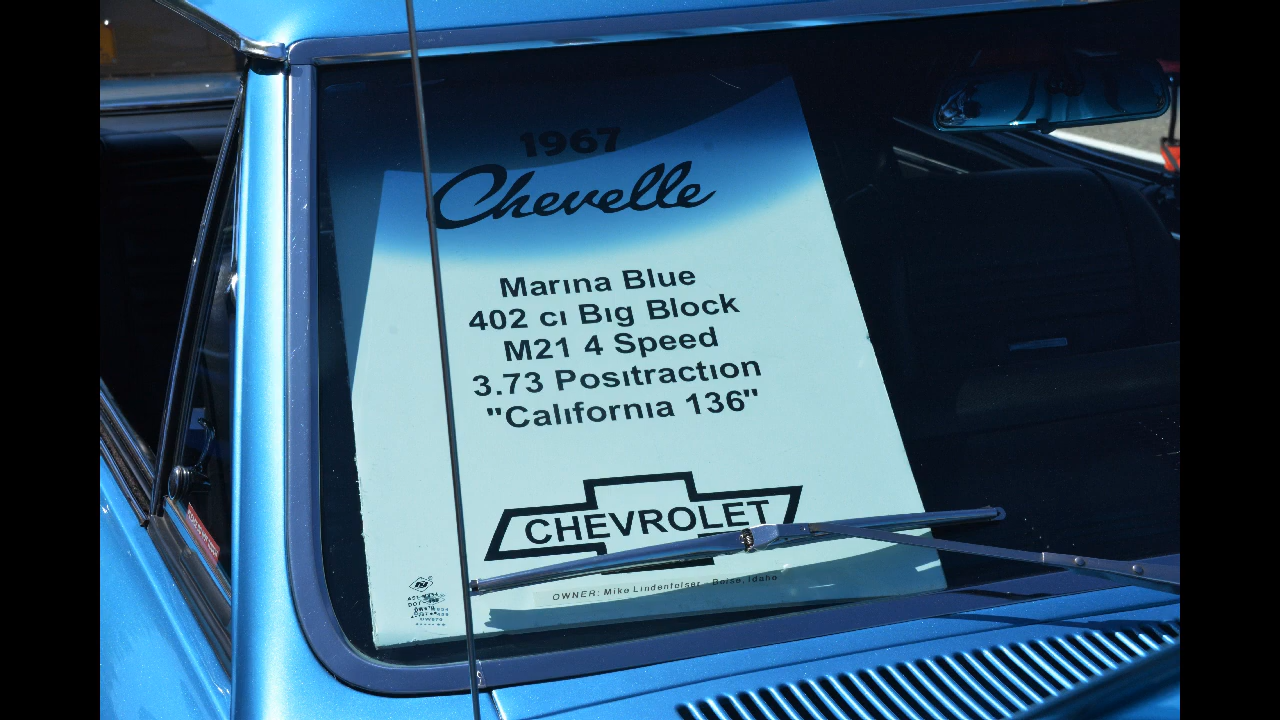 1967
Chevelle
Marina Blue
402 ci Big Block
M21 4 Speed
3.73 Positraction
"California 136"
CHEVROLET
OWNER: Mike Lindenfelser - Boise, Idaho